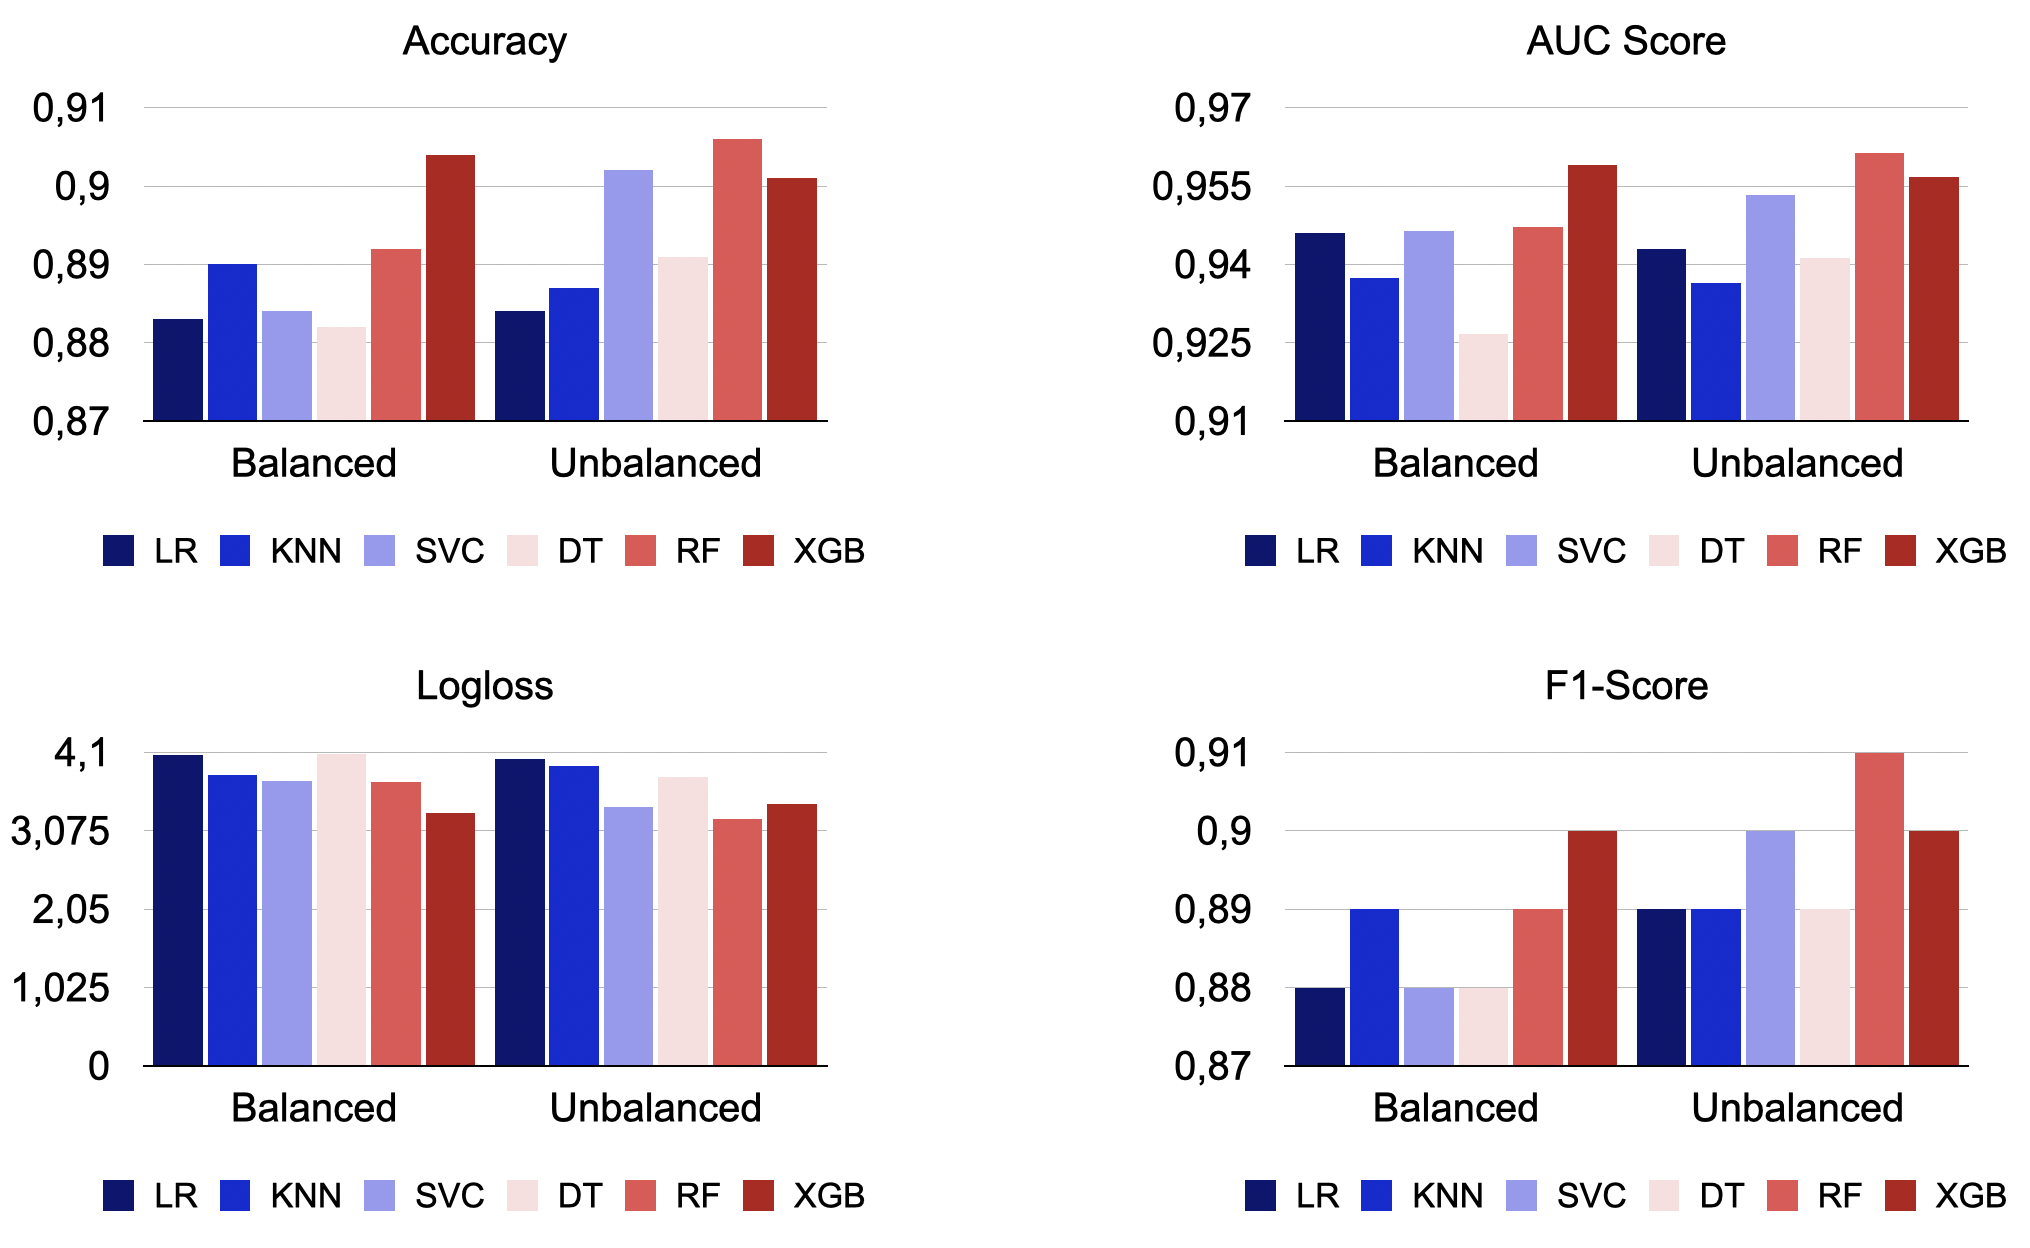 Accuracy
0,91
0,9
0,89
0,88
0,87
Balanced Unbalanced
LR KNN SVC DT RF XGB
AUC Score
0,97
0,955
0,94
0,925
0,91
Balanced Unbalanced
LR KNN SVC DT RF XGB
Logloss
4,1
3,075
2,05
1,025
0
Balanced Unbalanced
LR KNN SVC DT RF XGB
F1-Score
0,91
0,9
0,89
0,88
0,87
Balanced Unbalanced
LR KNN SVC DT RF XGB